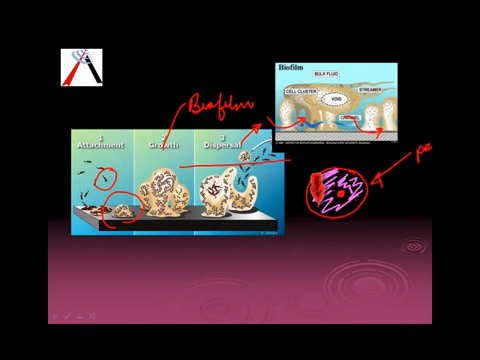 Biofilm
BULK FLUID
CELL CLUSTER
STREAMER
VOID
CHANNEL
Biofilm
1 2 3
Attachment Growth Dispersal
pe